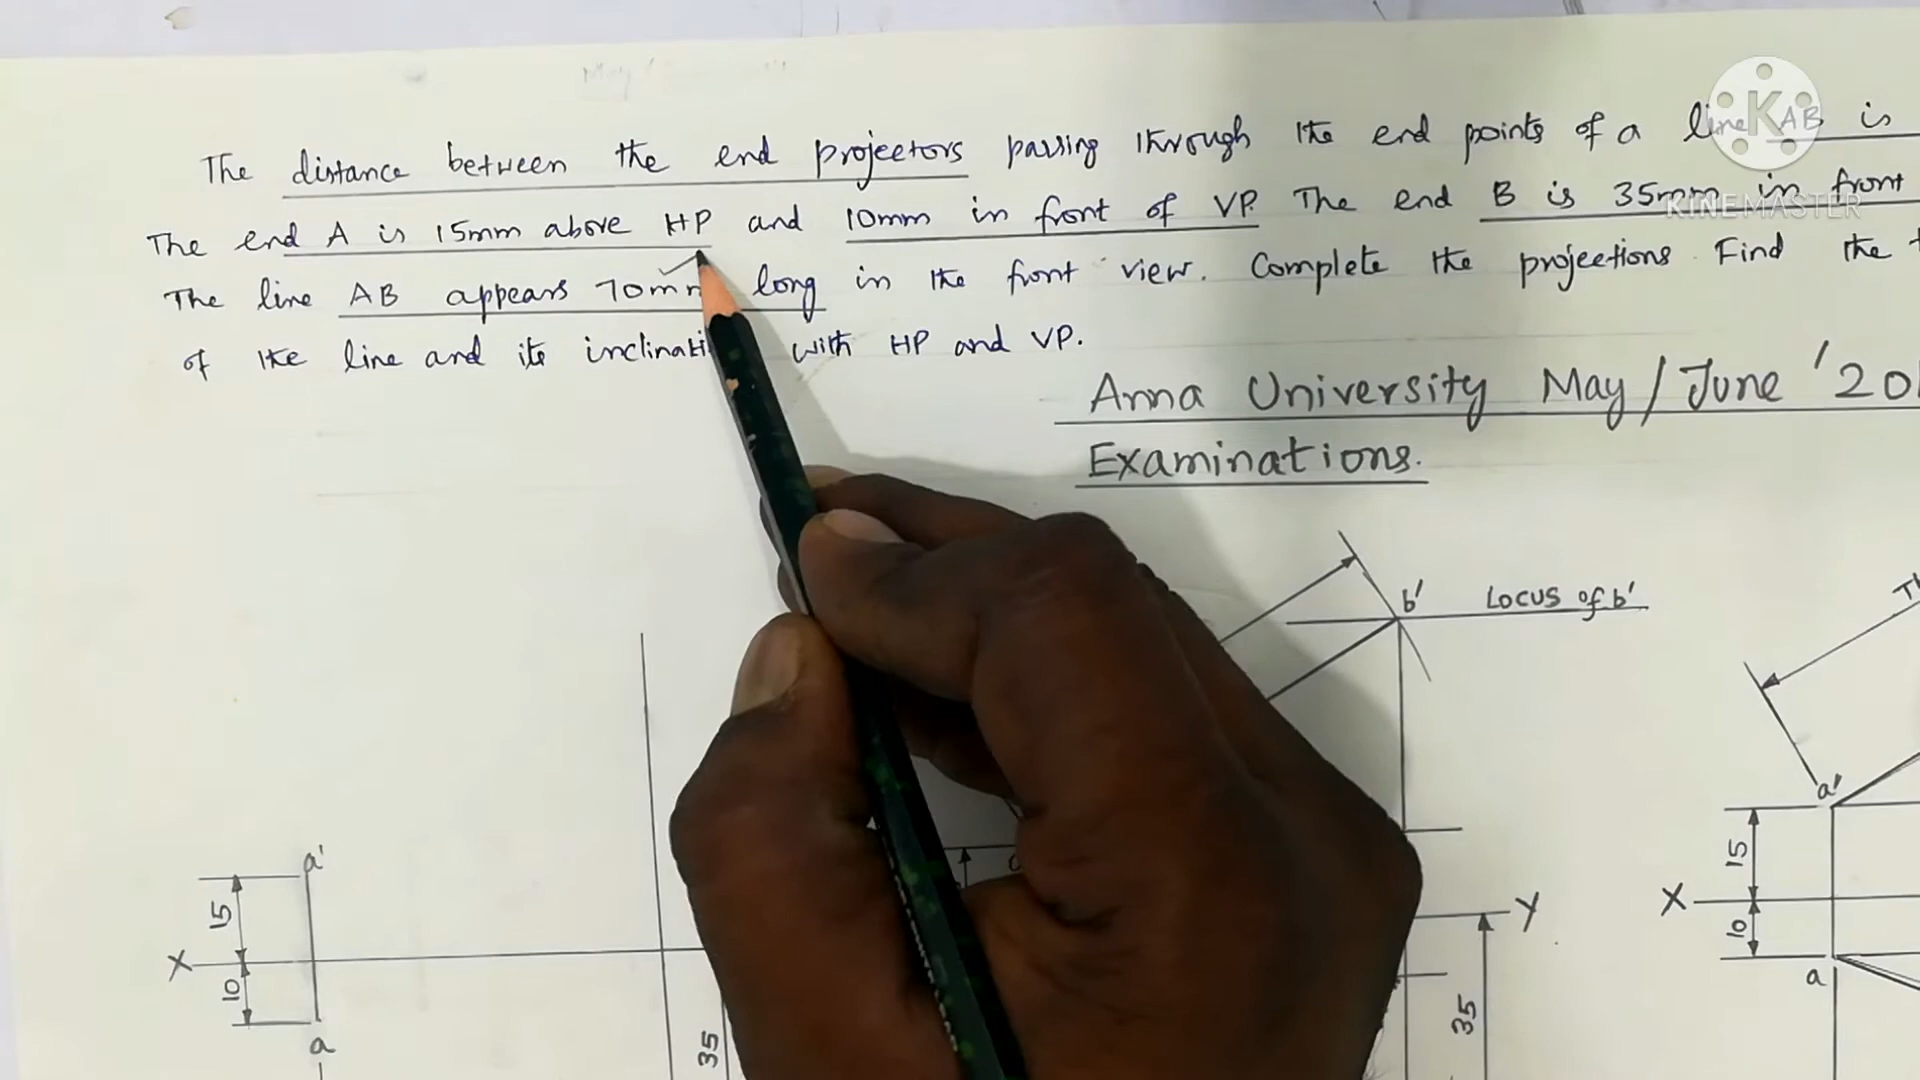 The distance between the end projectors passing through the end points of a line AB is
The end A is 15mm above HP and 10mm in front of VP. The end B is 35mm in front
The line AB appears 70mm long in the front view. Complete the projections. Find the
of the line and its inclination with HP and VP.
Anna University May/June '20
Examinations.
K
KINEMASTER
b' Locus of b'
a'
15
X
10
a
35
Y
35
a'
15
X
10
a